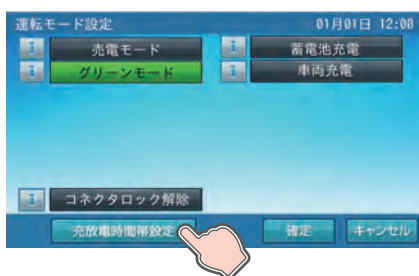 運転モード設定 01月01日 12:00
i 売電モード i 蓄電池充電
i グリーンモード i 車両充電
i コネクタロック解除
充放電時間帯設定 確定 キャンセル